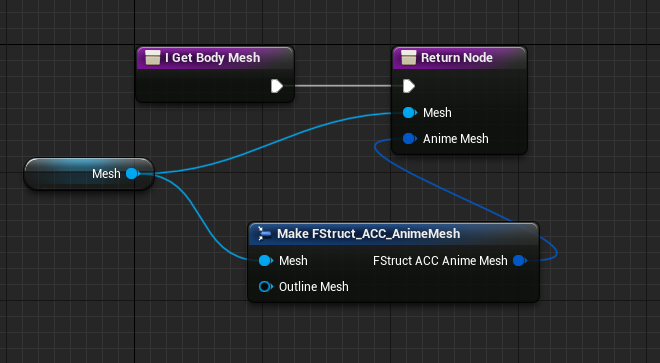 I Get Body Mesh
Return Node
Mesh
Anime Mesh
Mesh
Make FStruct_ACC_AnimeMesh
Mesh
FStruct ACC Anime Mesh
Outline Mesh